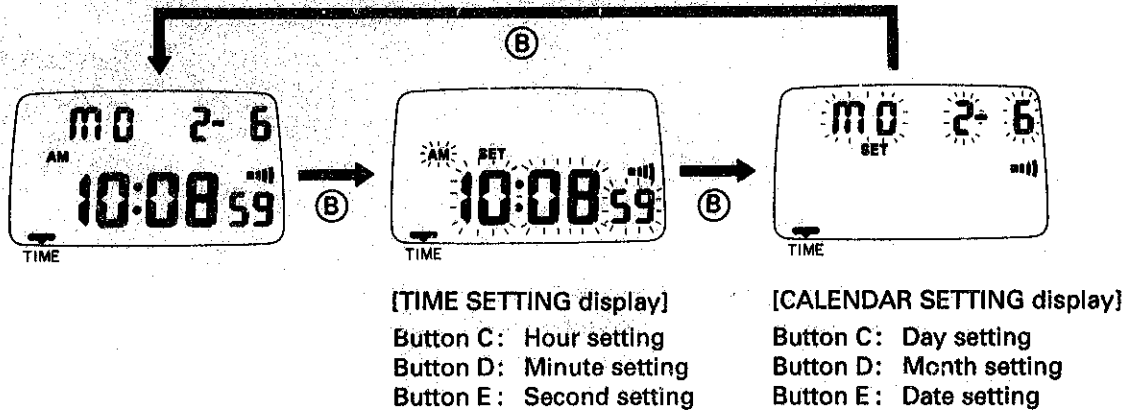 B
MO 2- 6
AM
10:08 59
TIME
B
AM SET
10:08 59
TIME
B
MO 2- 6
SET
TIME
[TIME SETTING display]
Button C: Hour setting
Button D: Minute setting
Button E: Second setting
[CALENDAR SETTING display]
Button C: Day setting
Button D: Month setting
Button E: Date setting